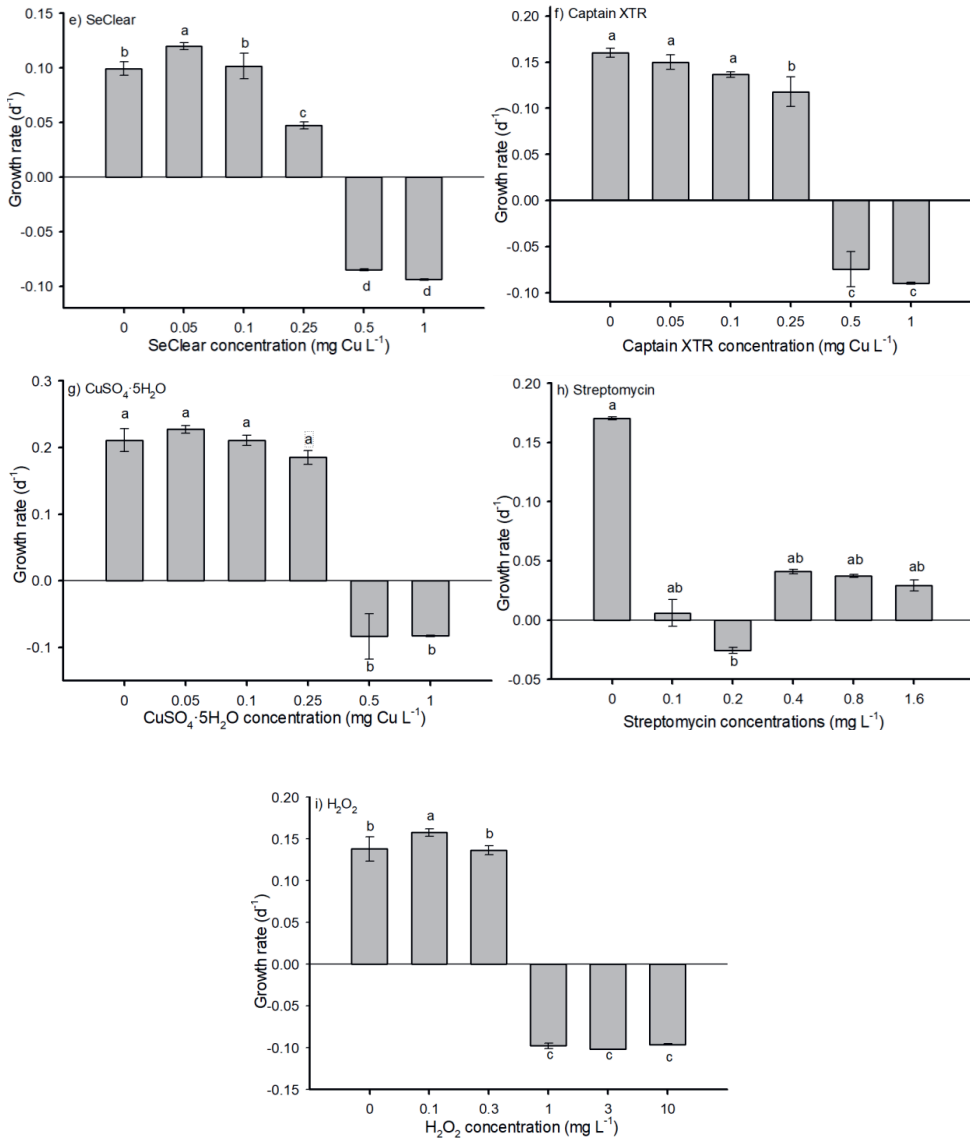 e) SeClear
0.15
0.10
0.05
0.00
-0.05
-0.10
Growth rate (d⁻¹)
b
a
b
c
d
d
0 0.05 0.1 0.25 0.5 1
SeClear concentration (mg Cu L⁻¹)
f) Captain XTR
0.20
0.15
0.10
0.05
0.00
-0.05
-0.10
Growth rate (d⁻¹)
a
a
a
b
c
c
0 0.05 0.1 0.25 0.5 1
Captain XTR concentration (mg Cu L⁻¹)
g) CuSO₄·5H₂O
0.3
0.2
0.1
0.0
-0.1
Growth rate (d⁻¹)
a
a
a
a
b
b
0 0.05 0.1 0.25 0.5 1
CuSO₄·5H₂O concentration (mg Cu L⁻¹)
h) Streptomycin
0.20
0.15
0.10
0.05
0.00
-0.05
Growth rate (d⁻¹)
a
ab
b
ab
ab
ab
0 0.1 0.2 0.4 0.8 1.6
Streptomycin concentrations (mg L⁻¹)
i) H₂O₂
0.20
0.15
0.10
0.05
0.00
-0.05
-0.10
-0.15
Growth rate (d⁻¹)
b
a
b
c
c
c
0 0.1 0.3 1 3 10
H₂O₂ concentration (mg L⁻¹)